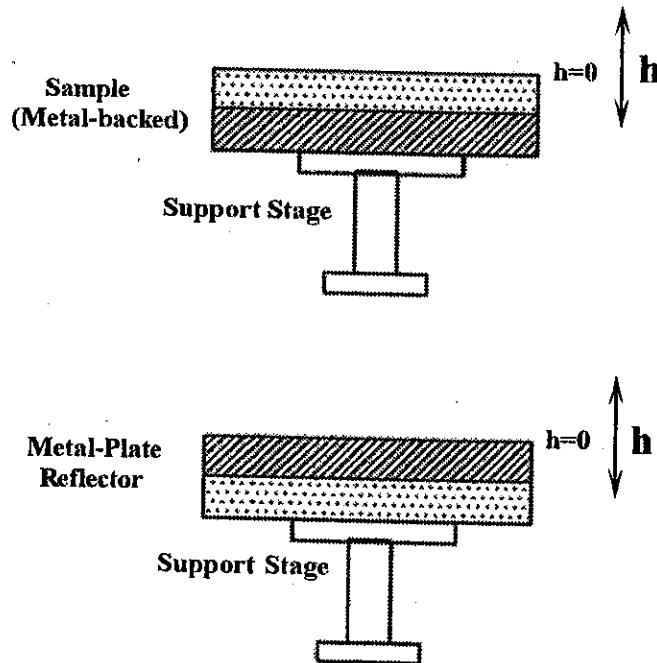 Sample
(Metal-backed)
h=0
h
Support Stage
Metal-Plate
Reflector
h=0
h
Support Stage